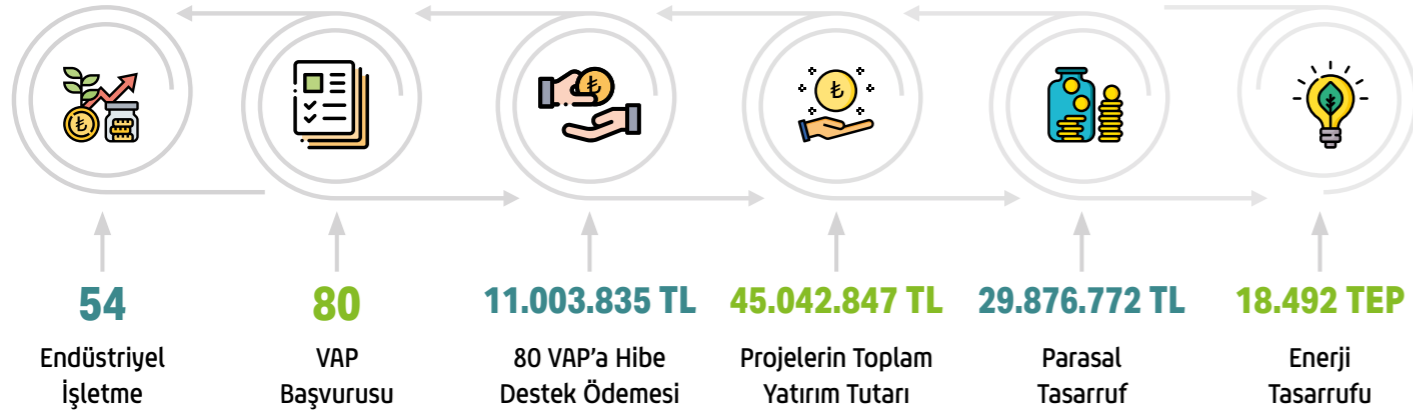 54
Endüstriyel
İşletme
80
VAP
Başvurusu
11.003.835 TL
80 VAP'a Hibe
Destek Ödemesi
45.042.847 TL
Projelerin Toplam
Yatırım Tutarı
29.876.772 TL
Parasal
Tasarruf
18.492 TEP
Enerji
Tasarrufu